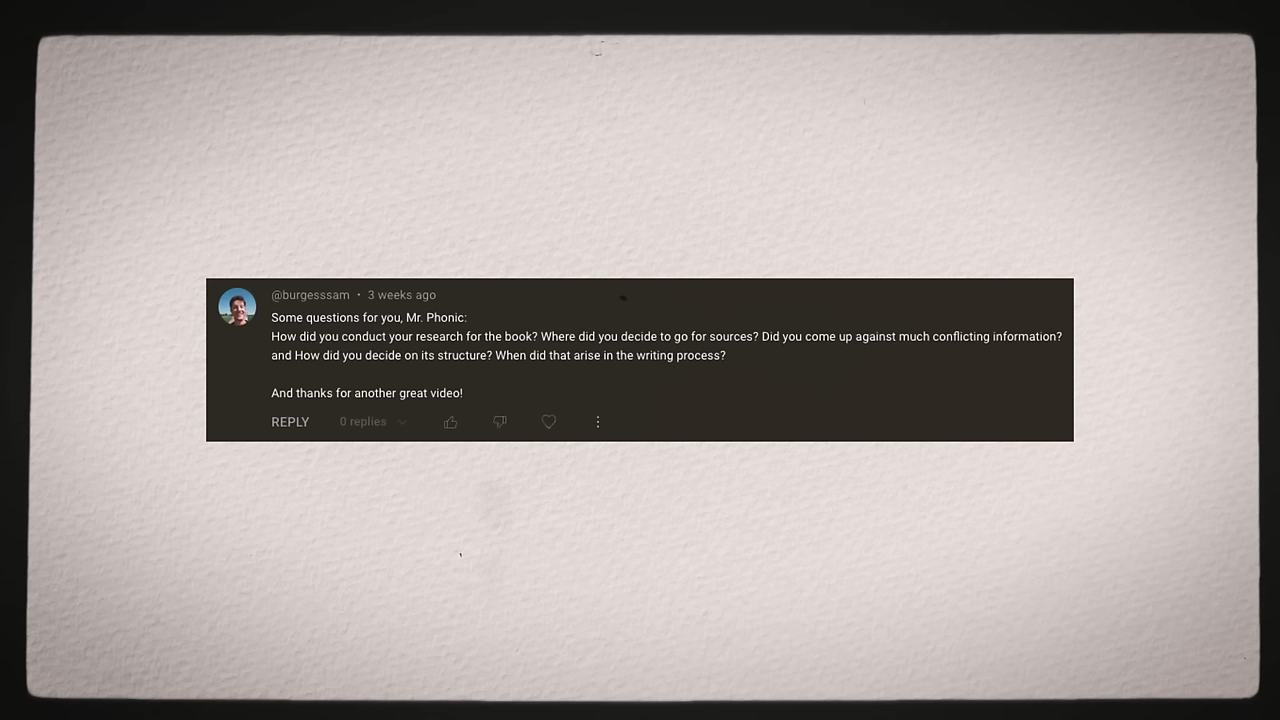 @burgesssam • 3 weeks ago
Some questions for you, Mr. Phonic:
How did you conduct your research for the book? Where did you decide to go for sources? Did you come up against much conflicting information?
and How did you decide on its structure? When did that arise in the writing process?
And thanks for another great video!
REPLY 0 replies